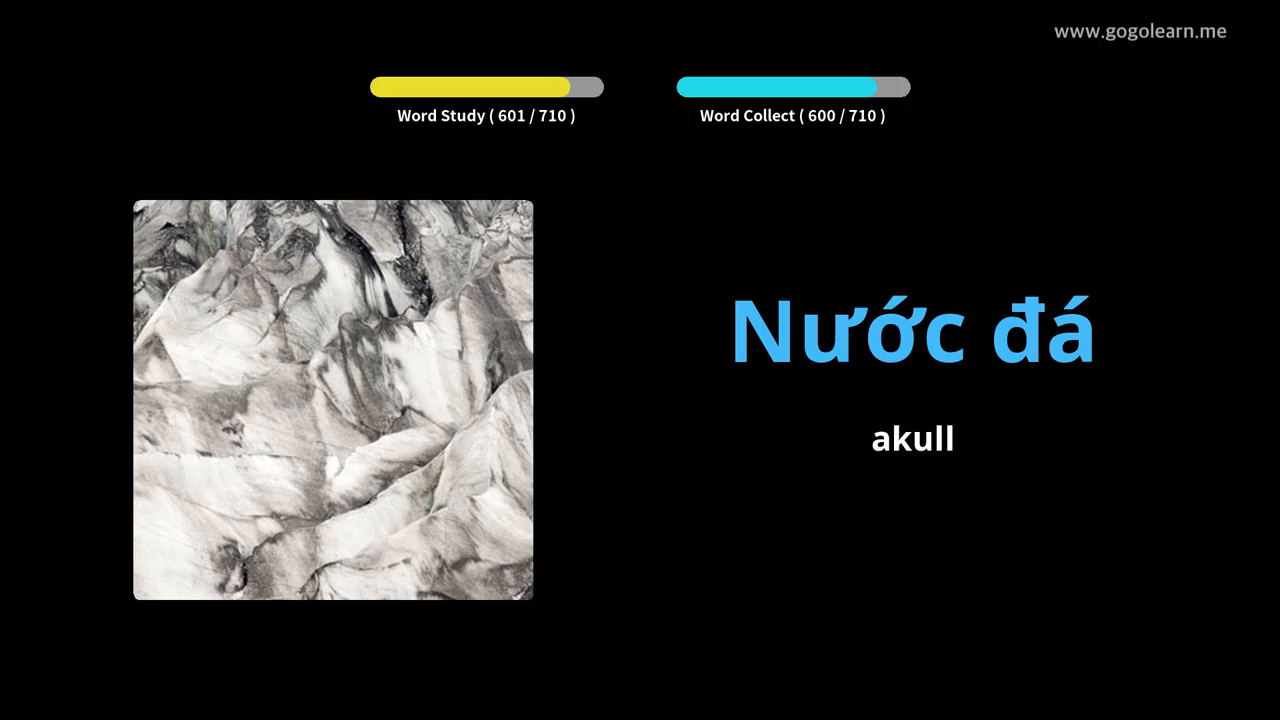 www.gogolearn.me
Word Study ( 601 / 710 )
Word Collect ( 600 / 710 )
Nước đá
akull